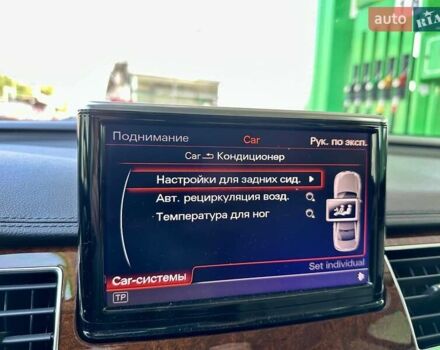 auto RIA
Поднимание Car Рук. по эксп.
Car Кондиционер
Настройки для задних сид.
Авт. рециркуляция возд.
Температура для ног
Set individual
Car-системы
TP